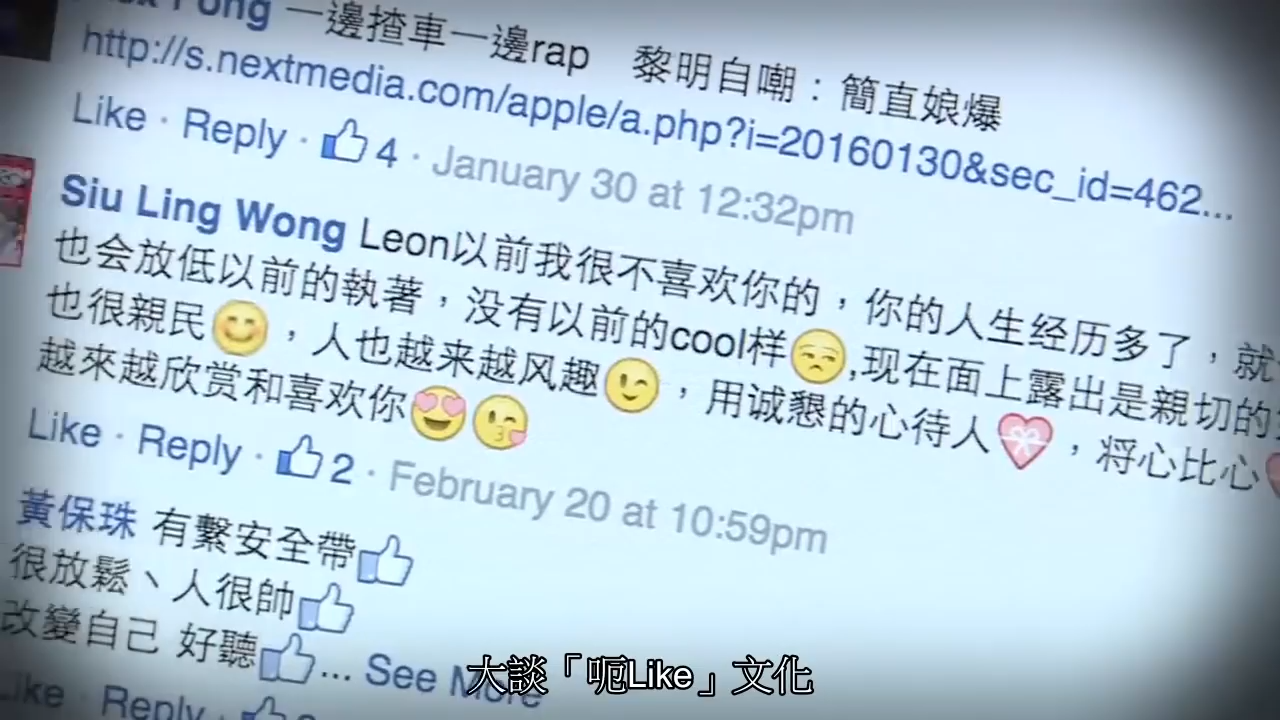 Fong 一邊揸車一邊rap 黎明自嘲：簡直娘爆
http://s.nextmedia.com/apple/a.php?i=20160130&sec_id=462...
Like · Reply · 4 · January 30 at 12:32pm
Siu Ling Wong Leon以前我很不喜欢你的，你的人生经历多了，就
也会放低以前的執著，没有以前的cool样😒,现在面上露出是親切的
也很親民😊，人也越来越风趣😉，用诚懇的心待人💝，将心比心
越來越欣赏和喜欢你😍😘
Like · Reply · 2 · February 20 at 10:59pm
黃保珠 有繫安全帶
很放鬆、人很帥
改變自己 好聽... See More
Like · Reply ·
大談「呃Like」文化